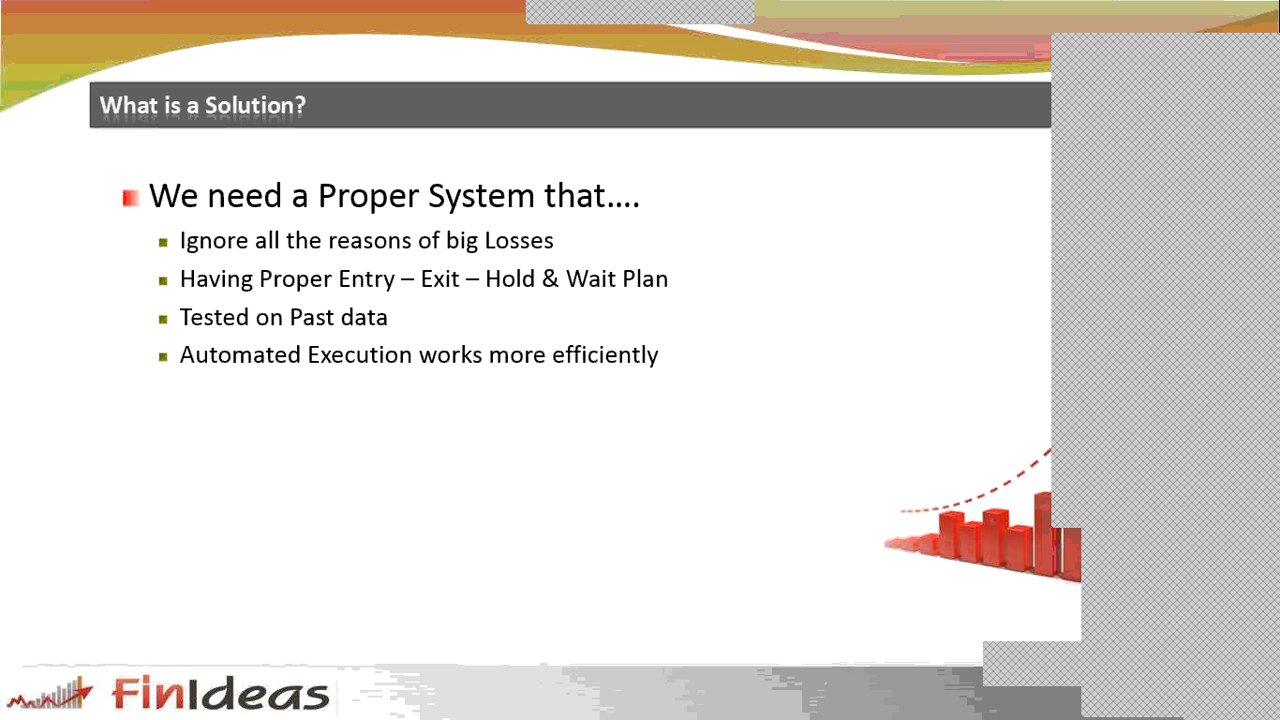 What is a Solution?
We need a Proper System that....
Ignore all the reasons of big Losses
Having Proper Entry – Exit – Hold & Wait Plan
Tested on Past data
Automated Execution works more efficiently
FinIdeas